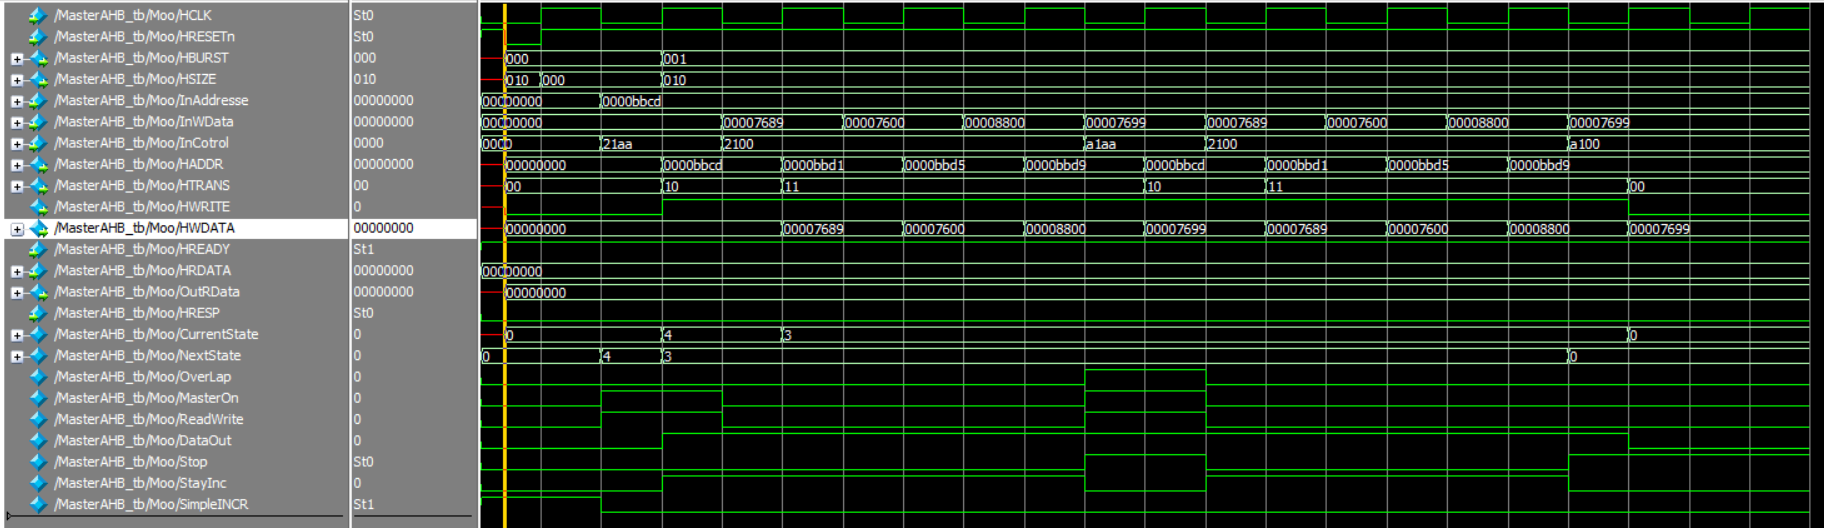 /MasterAHB_tb/Moo/HCLK St0
/MasterAHB_tb/Moo/HRESETn St0
/MasterAHB_tb/Moo/HBURST 000 000 001
/MasterAHB_tb/Moo/HSIZE 010 010 000 010
/MasterAHB_tb/Moo/InAddresse 00000000 00000000 0000bbcd
/MasterAHB_tb/Moo/InWData 00000000 00000000 00007689 00007600 00008800 00007699 00007689 00007600 00008800 00007699
/MasterAHB_tb/Moo/InCotrol 0000 0000 21aa 2100 a1aa 2100 a100
/MasterAHB_tb/Moo/HADDR 00000000 00000000 0000bbcd 0000bbd1 0000bbd5 0000bbd9 0000bbcd 0000bbd1 0000bbd5 0000bbd9
/MasterAHB_tb/Moo/HTRANS 00 00 10 11 10 11 00
/MasterAHB_tb/Moo/HWRITE 0
/MasterAHB_tb/Moo/HWDATA 00000000 00000000 00007689 00007600 00008800 00007699 00007689 00007600 00008800 00007699
/MasterAHB_tb/Moo/HREADY St1
/MasterAHB_tb/Moo/HRDATA 00000000 00000000
/MasterAHB_tb/Moo/OutRData 00000000 00000000
/MasterAHB_tb/Moo/HRESP St0
/MasterAHB_tb/Moo/CurrentState 0 0 4 3 0
/MasterAHB_tb/Moo/NextState 0 0 4 3 0
/MasterAHB_tb/Moo/OverLap 0
/MasterAHB_tb/Moo/MasterOn 0
/MasterAHB_tb/Moo/ReadWrite 0
/MasterAHB_tb/Moo/DataOut 0
/MasterAHB_tb/Moo/Stop St0
/MasterAHB_tb/Moo/StayInc 0
/MasterAHB_tb/Moo/SimpleINCR St1